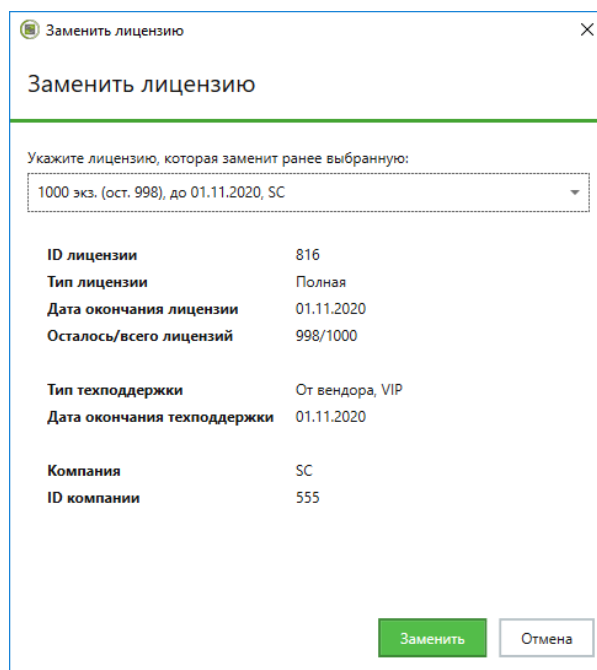 Заменить лицензию
Заменить лицензию
Укажите лицензию, которая заменит ранее выбранную:
1000 экз. (ост. 998), до 01.11.2020, SC
ID лицензии 816
Тип лицензии Полная
Дата окончания лицензии 01.11.2020
Осталось/всего лицензий 998/1000
Тип техподдержки От вендора, VIP
Дата окончания техподдержки 01.11.2020
Компания SC
ID компании 555
Заменить Отмена